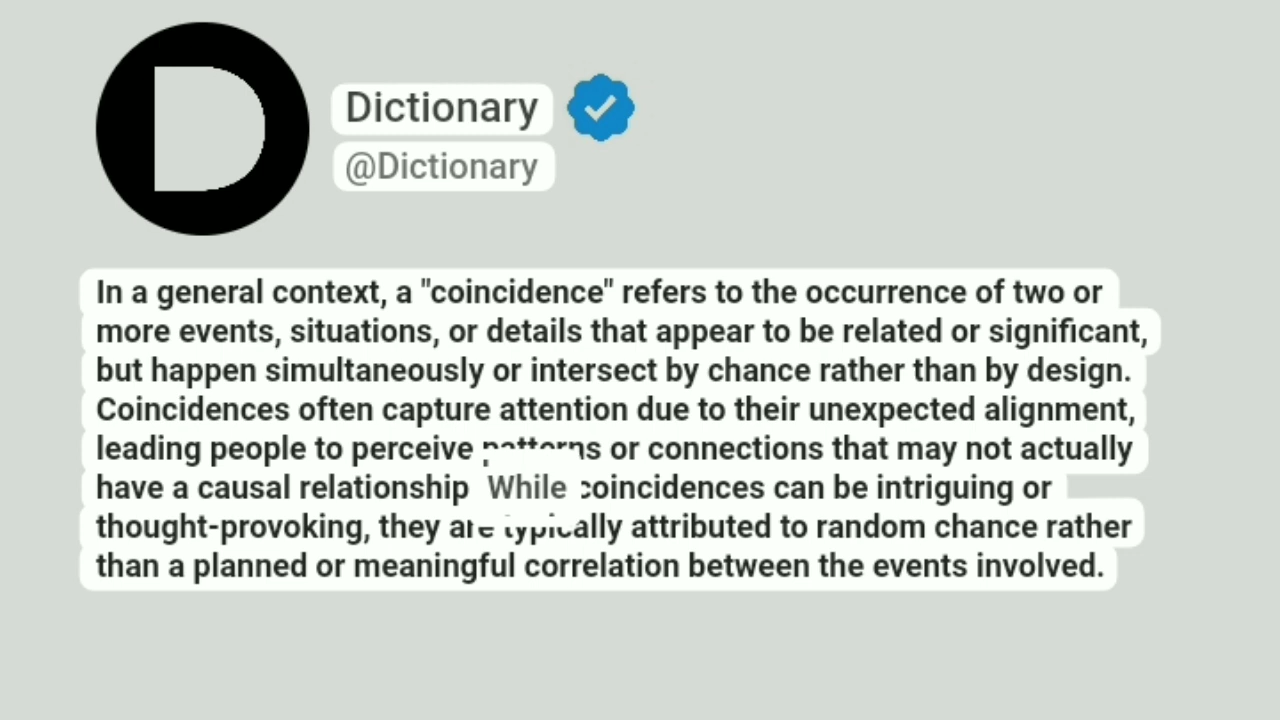 D
Dictionary
@Dictionary
In a general context, a "coincidence" refers to the occurrence of two or
more events, situations, or details that appear to be related or significant,
but happen simultaneously or intersect by chance rather than by design.
Coincidences often capture attention due to their unexpected alignment,
leading people to perceive patterns or connections that may not actually
have a causal relationship While coincidences can be intriguing or
thought-provoking, they are typically attributed to random chance rather
than a planned or meaningful correlation between the events involved.